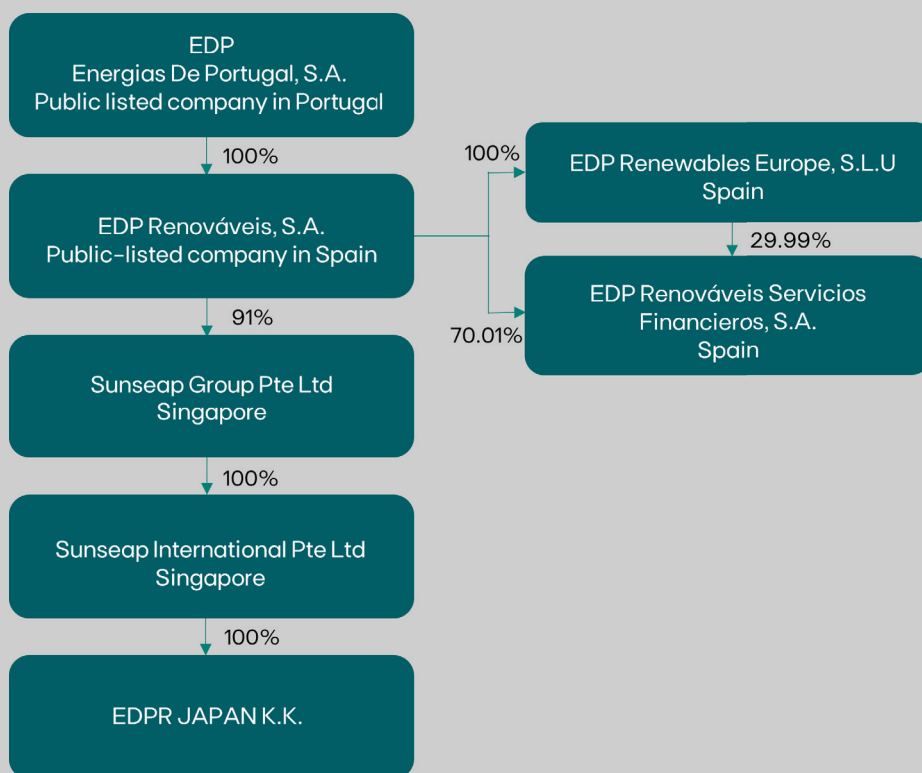 EDP
Energias De Portugal, S.A.
Public listed company in Portugal
100%
EDP Renováveis, S.A.
Public-listed company in Spain
100%
EDP Renewables Europe, S.L.U
Spain
29.99%
70.01%
EDP Renováveis Servicios
Financieros, S.A.
Spain
91%
Sunseap Group Pte Ltd
Singapore
100%
Sunseap International Pte Ltd
Singapore
100%
EDPR JAPAN K.K.